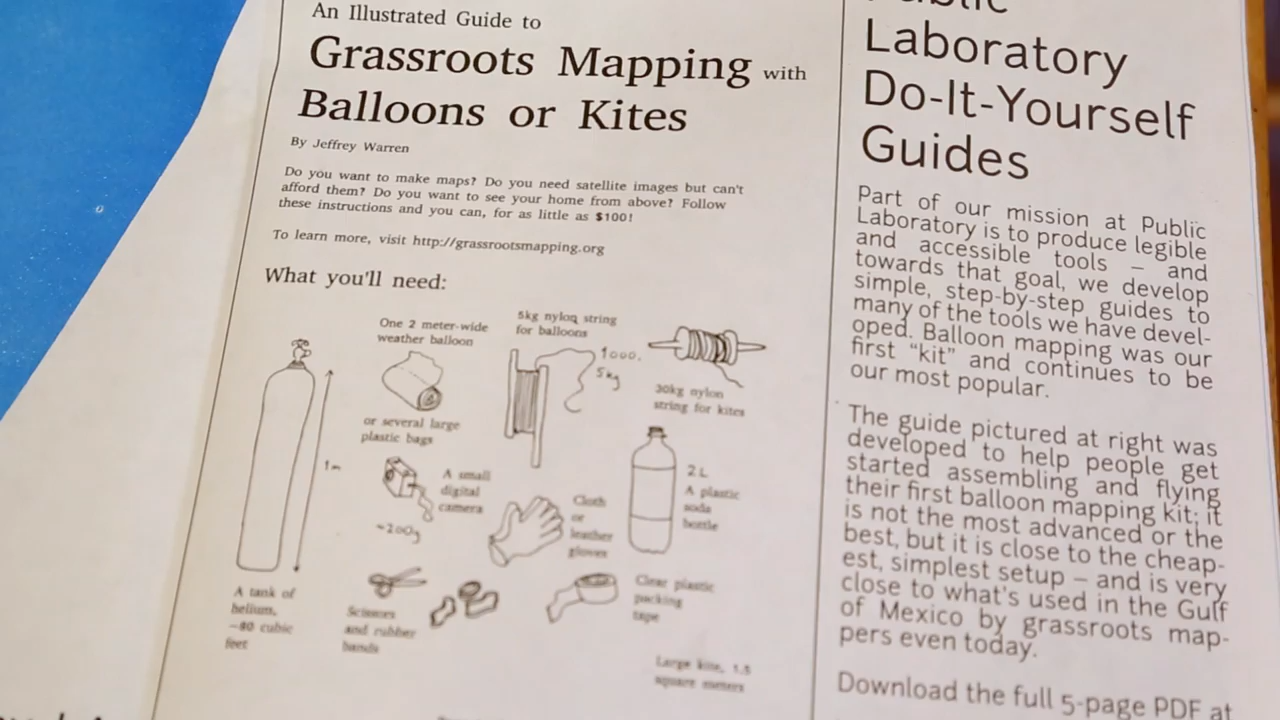 An Illustrated Guide to
Grassroots Mapping with
Balloons or Kites
By Jeffrey Warren
Do you want to make maps? Do you need satellite images but can't
afford them? Do you want to see your home from above? Follow
these instructions and you can, for as little as $100!
To learn more, visit http://grassrootsmapping.org
What you'll need:
One 2 meter-wide
weather balloon
or several large
plastic bags
5kg nylon string
for balloons
1000.
5kg
30kg nylon
string for kites
1m
A small
digital
camera
~200g
Cloth
or
leather
gloves
2L
A plastic
soda
bottle
A tank of
helium,
~80 cubic
feet
Scissors
and rubber
bands
Clear plastic
packing
tape
Large kite, 1.5
square meters
Laboratory
Do-It-Yourself
Guides
Part of our mission at Public
Laboratory is to produce legible
and accessible tools – and
towards that goal, we develop
simple, step-by-step guides to
many of the tools we have devel-
oped. Balloon mapping was our
first “kit” and continues to be
our most popular.
The guide pictured at right was
developed to help people get
started assembling and flying
their first balloon mapping kit; it
is not the most advanced or the
best, but it is close to the cheap-
est, simplest setup – and is very
close to what's used in the Gulf
of Mexico by grassroots map-
pers even today.
Download the full 5-page PDF at